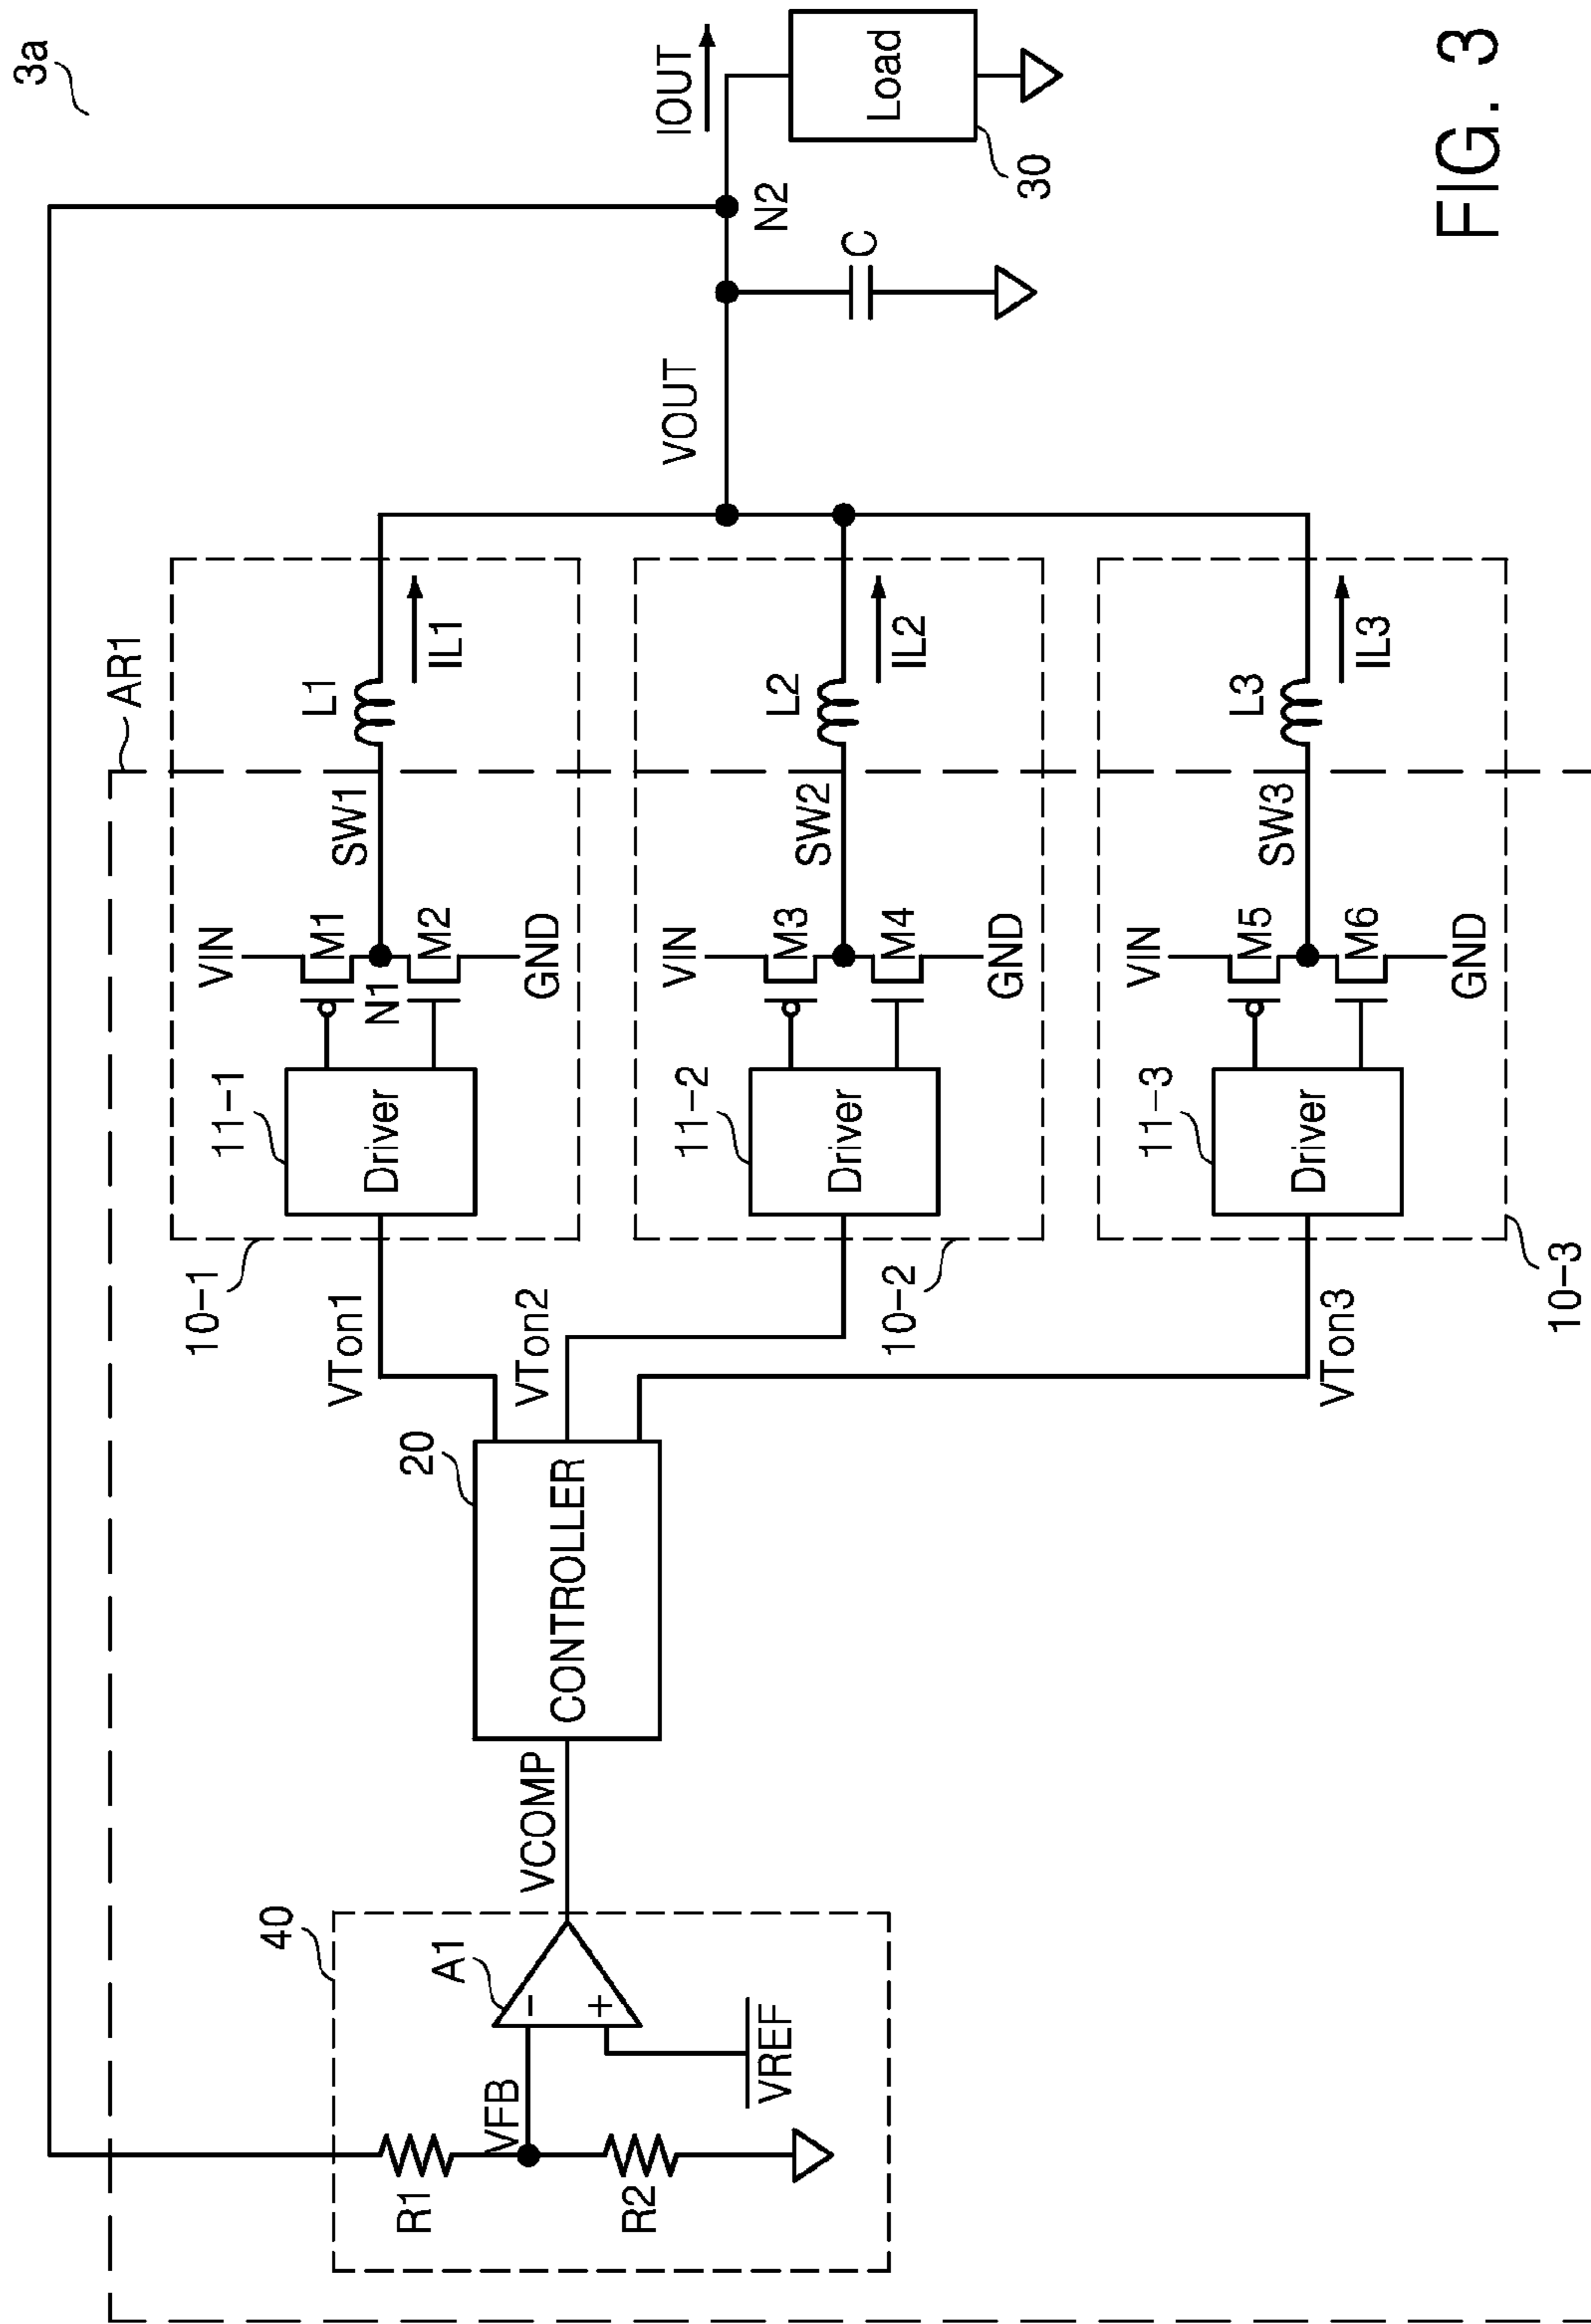 3a
AR1
IOUT
VOUT
N2
C
Load
30
10-1
11-1
Driver
VIN
M1
N1
M2
GND
SW1
L1
IL1
VTon1
40
R1
VFB
R2
A1
-
+
VREF
VCOMP
20
CONTROLLER
VTon2
11-2
Driver
VIN
M3
M4
GND
SW2
L2
IL2
10-2
VTon3
11-3
Driver
VIN
M5
M6
GND
SW3
L3
IL3
10-3
FIG. 3